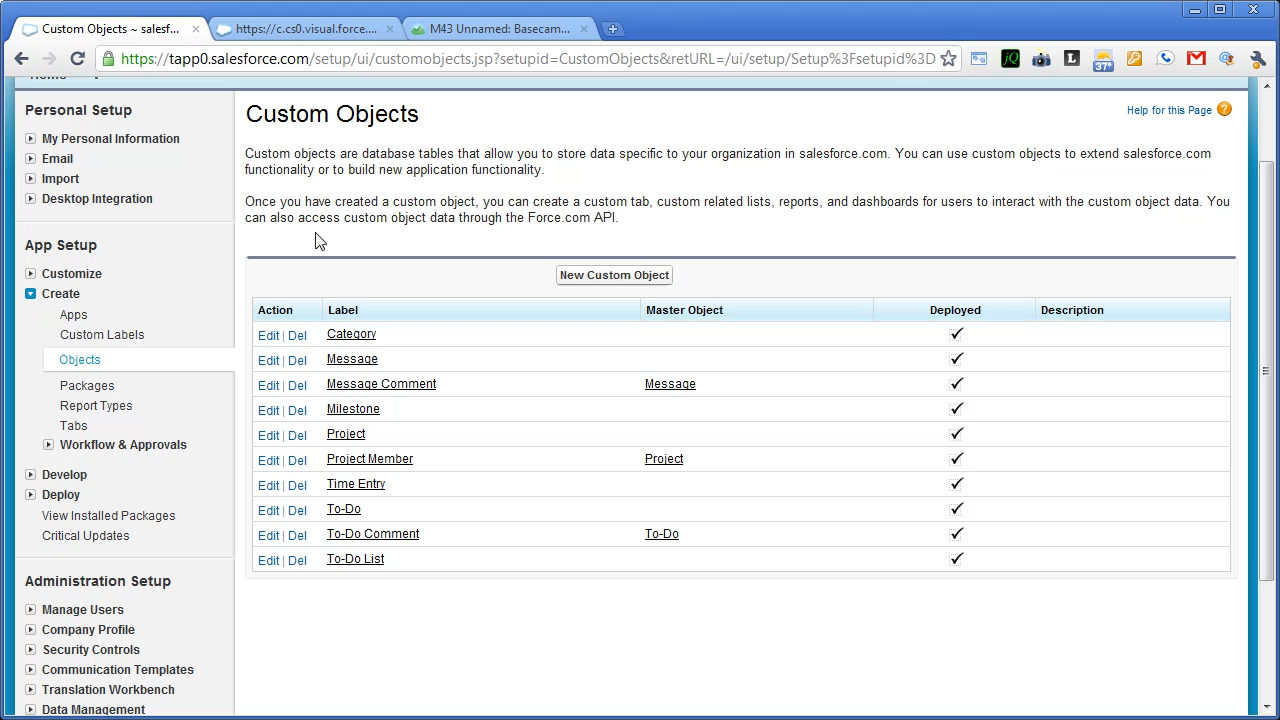 Custom Objects ~ salesf...
https://c.cs0.visual.force....
M43 Unnamed: Basecam...
https://tapp0.salesforce.com/setup/ui/customobjects.jsp?setupid=CustomObjects&retURL=/ui/setup/Setup%3Fsetupid%3D
jQ
L
37°
Personal Setup
My Personal Information
Email
Import
Desktop Integration
App Setup
Customize
Create
Apps
Custom Labels
Objects
Packages
Report Types
Tabs
Workflow & Approvals
Develop
Deploy
View Installed Packages
Critical Updates
Administration Setup
Manage Users
Company Profile
Security Controls
Communication Templates
Translation Workbench
Data Management
Custom Objects
Help for this Page ?
Custom objects are database tables that allow you to store data specific to your organization in salesforce.com. You can use custom objects to extend salesforce.com
functionality or to build new application functionality.
Once you have created a custom object, you can create a custom tab, custom related lists, reports, and dashboards for users to interact with the custom object data. You
can also access custom object data through the Force.com API.
New Custom Object
Action Label Master Object Deployed Description
Edit | Del Category
Edit | Del Message
Edit | Del Message Comment Message
Edit | Del Milestone
Edit | Del Project
Edit | Del Project Member Project
Edit | Del Time Entry
Edit | Del To-Do
Edit | Del To-Do Comment To-Do
Edit | Del To-Do List